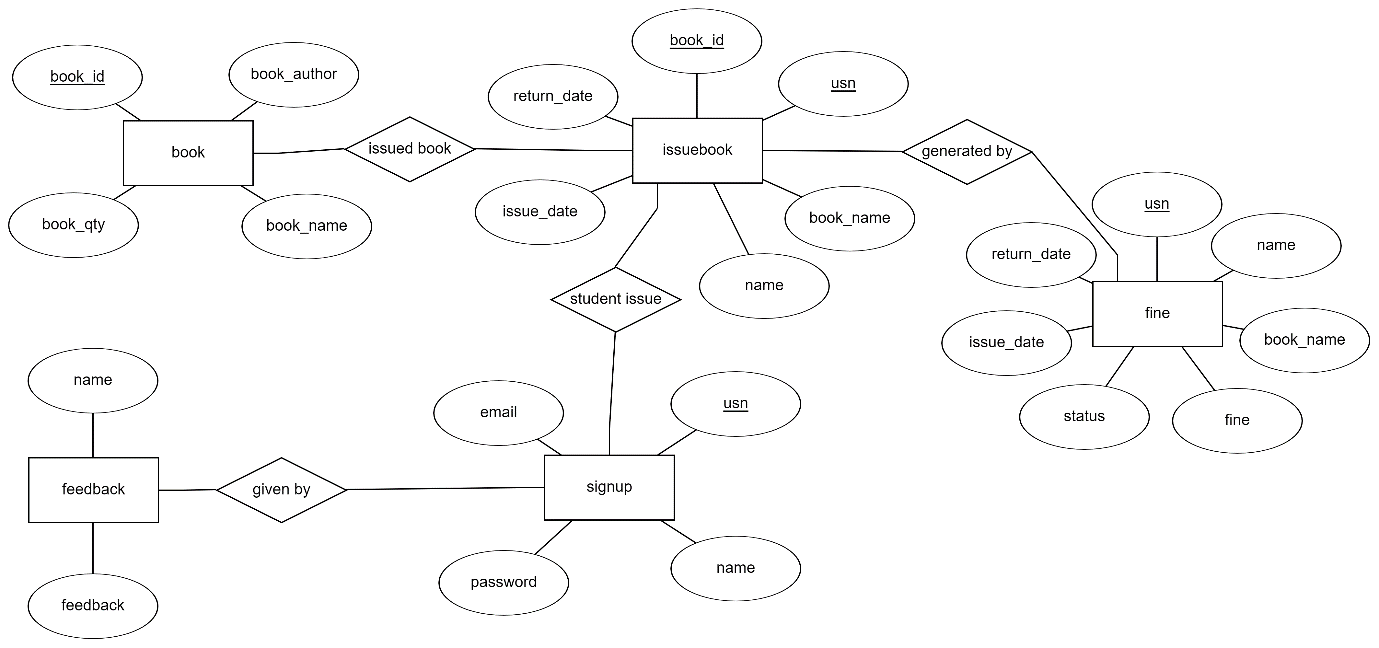 book_id
book_author
book
book_qty
book_name
issued book
book_id
usn
return_date
issuebook
issue_date
book_name
name
generated by
usn
return_date
name
fine
issue_date
book_name
status
fine
student issue
email
usn
signup
password
name
given by
name
feedback
feedback